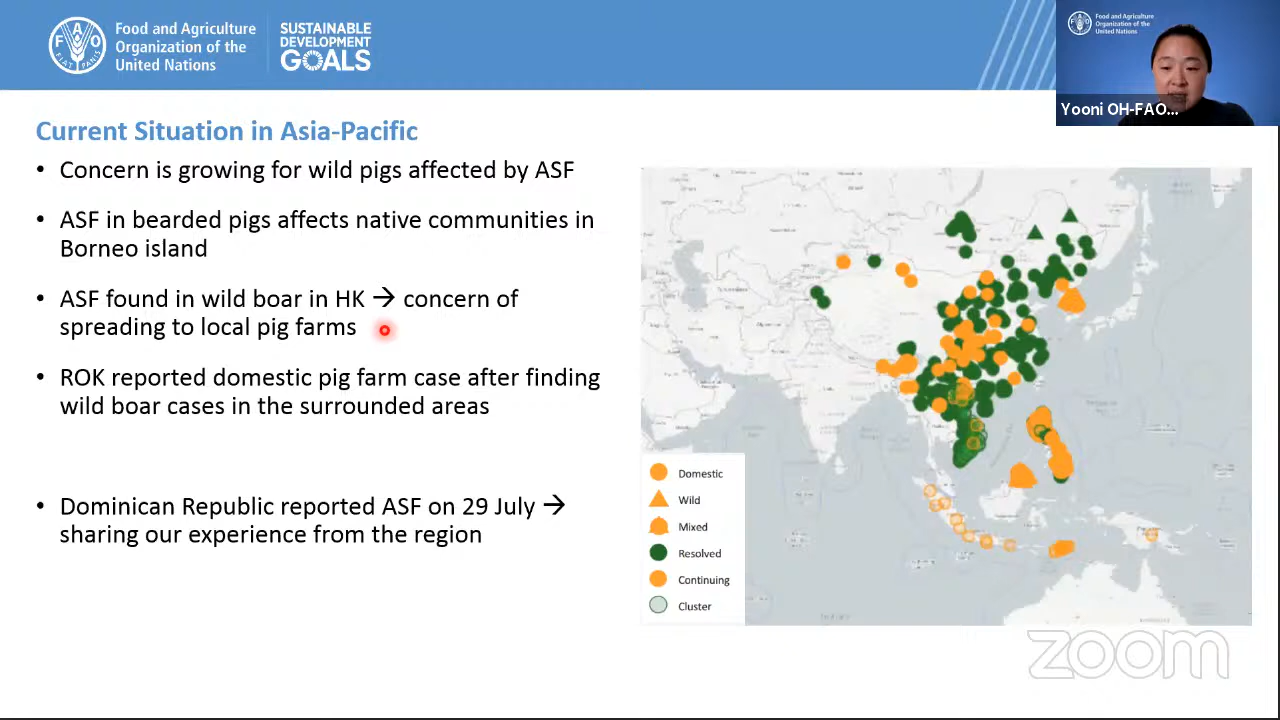 Food and Agriculture
Organization of the
United Nations
SUSTAINABLE
DEVELOPMENT
GOALS
Food and Agriculture
Organization of the
United Nations
Yooni OH-FAO...
Current Situation in Asia-Pacific
• Concern is growing for wild pigs affected by ASF
• ASF in bearded pigs affects native communities in
Borneo island
• ASF found in wild boar in HK → concern of
spreading to local pig farms
• ROK reported domestic pig farm case after finding
wild boar cases in the surrounded areas
• Dominican Republic reported ASF on 29 July →
sharing our experience from the region
Domestic
Wild
Mixed
Resolved
Continuing
Cluster
zoom